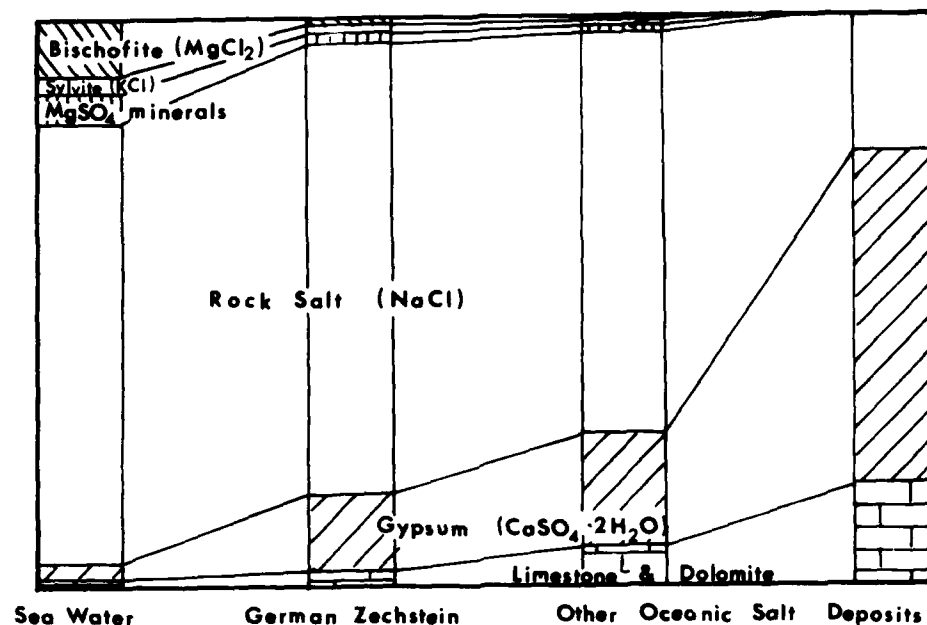 Bischofite (MgCl₂)
Sylvite (KCl)
MgSO₄ minerals
Rock Salt (NaCl)
Gypsum (CaSO₄·2H₂O)
Limestone & Dolomite
Sea Water German Zechstein Other Oceanic Salt Deposits